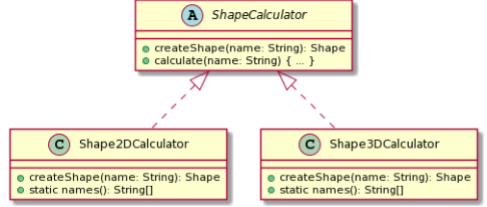 A ShapeCalculator
createShape(name: String): Shape
calculate(name: String) { ... }
C Shape2DCalculator
createShape(name: String): Shape
static names(): String[]
C Shape3DCalculator
createShape(name: String): Shape
static names(): String[]